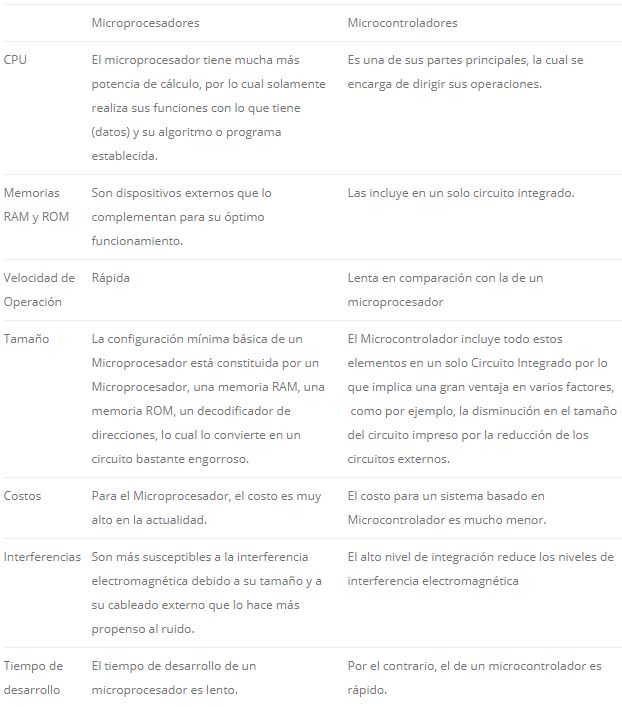 Microprocesadores
Microcontroladores
CPU
El microprocesador tiene mucha más
potencia de cálculo, por lo cual solamente
realiza sus funciones con lo que tiene
(datos) y su algoritmo o programa
establecida.
Es una de sus partes principales, la cual se
encarga de dirigir sus operaciones.
Memorias
RAM y ROM
Son dispositivos externos que lo
complementan para su óptimo
funcionamiento.
Las incluye en un solo circuito integrado.
Velocidad de
Operación
Rápida
Lenta en comparación con la de un
microprocesador
Tamaño
La configuración mínima básica de un
Microprocesador está constituida por un
Microprocesador, una memoria RAM, una
memoria ROM, un decodificador de
direcciones, lo cual lo convierte en un
circuito bastante engorroso.
El Microcontrolador incluye todo estos
elementos en un solo Circuito Integrado por lo
que implica una gran ventaja en varios factores,
como por ejemplo, la disminución en el tamaño
del circuito impreso por la reducción de los
circuitos externos.
Costos
Para el Microprocesador, el costo es muy
alto en la actualidad.
El costo para un sistema basado en
Microcontrolador es mucho menor.
Interferencias
Son más susceptibles a la interferencia
electromagnética debido a su tamaño y a
su cableado externo que lo hace más
propenso al ruido.
El alto nivel de integración reduce los niveles de
interferencia electromagnética
Tiempo de
desarrollo
El tiempo de desarrollo de un
microprocesador es lento.
Por el contrario, el de un microcontrolador es
rápido.